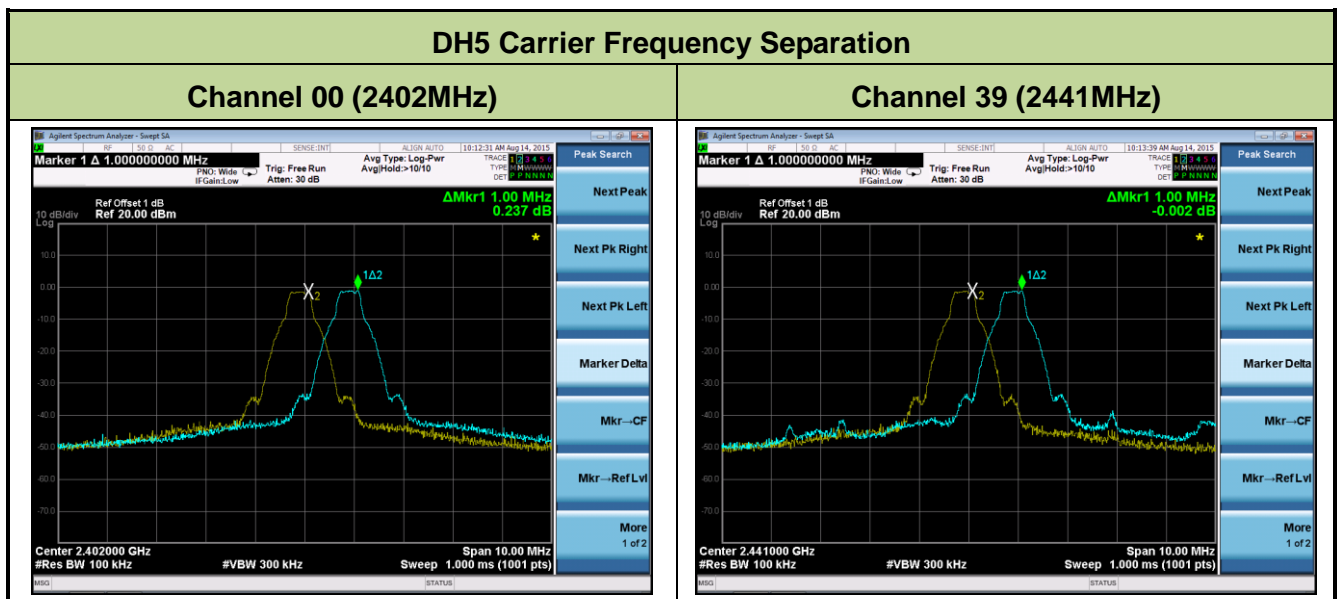 DH5 Carrier Frequency Separation
Channel 00 (2402MHz)
Channel 39 (2441MHz)
Agilent Spectrum Analyzer - Swept SA
RF 50 Ω AC SENSE:INT ALIGN AUTO 10:12:31 AM Aug 14, 2015
Marker 1 Δ 1.000000000 MHz
PNO: Wide
IFGain:Low
Trig: Free Run
Atten: 30 dB
Avg Type: Log-Pwr
Avg|Hold:>10/10
TRACE 1 2 3 4 5 6
TYPE M M W W W W
DET P P N N N N
ΔMkr1 1.00 MHz
0.237 dB
Ref Offset 1 dB
10 dB/div Ref 20.00 dBm
Log
10.0
0.00
-10.0
-20.0
-30.0
-40.0
-50.0
-60.0
-70.0
X2
1Δ2
*
Center 2.402000 GHz Span 10.00 MHz
#Res BW 100 kHz #VBW 300 kHz Sweep 1.000 ms (1001 pts)
MSG STATUS
Peak Search
Next Peak
Next Pk Right
Next Pk Left
Marker Delta
Mkr→CF
Mkr→Ref Lvl
More
1 of 2
Agilent Spectrum Analyzer - Swept SA
RF 50 Ω AC SENSE:INT ALIGN AUTO 10:13:39 AM Aug 14, 2015
Marker 1 Δ 1.000000000 MHz
PNO: Wide
IFGain:Low
Trig: Free Run
Atten: 30 dB
Avg Type: Log-Pwr
Avg|Hold:>10/10
TRACE 1 2 3 4 5 6
TYPE M M W W W W
DET P P N N N N
ΔMkr1 1.00 MHz
-0.002 dB
Ref Offset 1 dB
10 dB/div Ref 20.00 dBm
Log
10.0
0.00
-10.0
-20.0
-30.0
-40.0
-50.0
-60.0
-70.0
X2
1Δ2
*
Center 2.441000 GHz Span 10.00 MHz
#Res BW 100 kHz #VBW 300 kHz Sweep 1.000 ms (1001 pts)
MSG STATUS
Peak Search
Next Peak
Next Pk Right
Next Pk Left
Marker Delta
Mkr→CF
Mkr→Ref Lvl
More
1 of 2